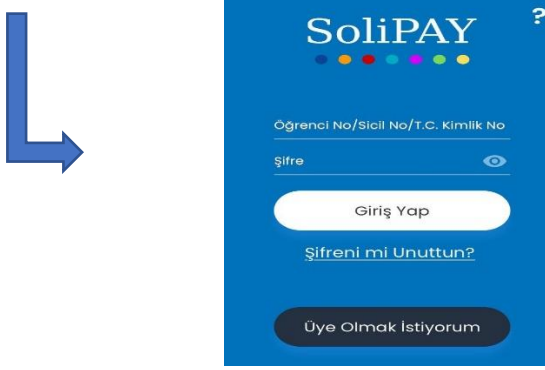 ?
SoliPAY
Öğrenci No/Sicil No/T.C. Kimlik No
Şifre
Giriş Yap
Şifreni mi Unuttun?
Üye Olmak İstiyorum